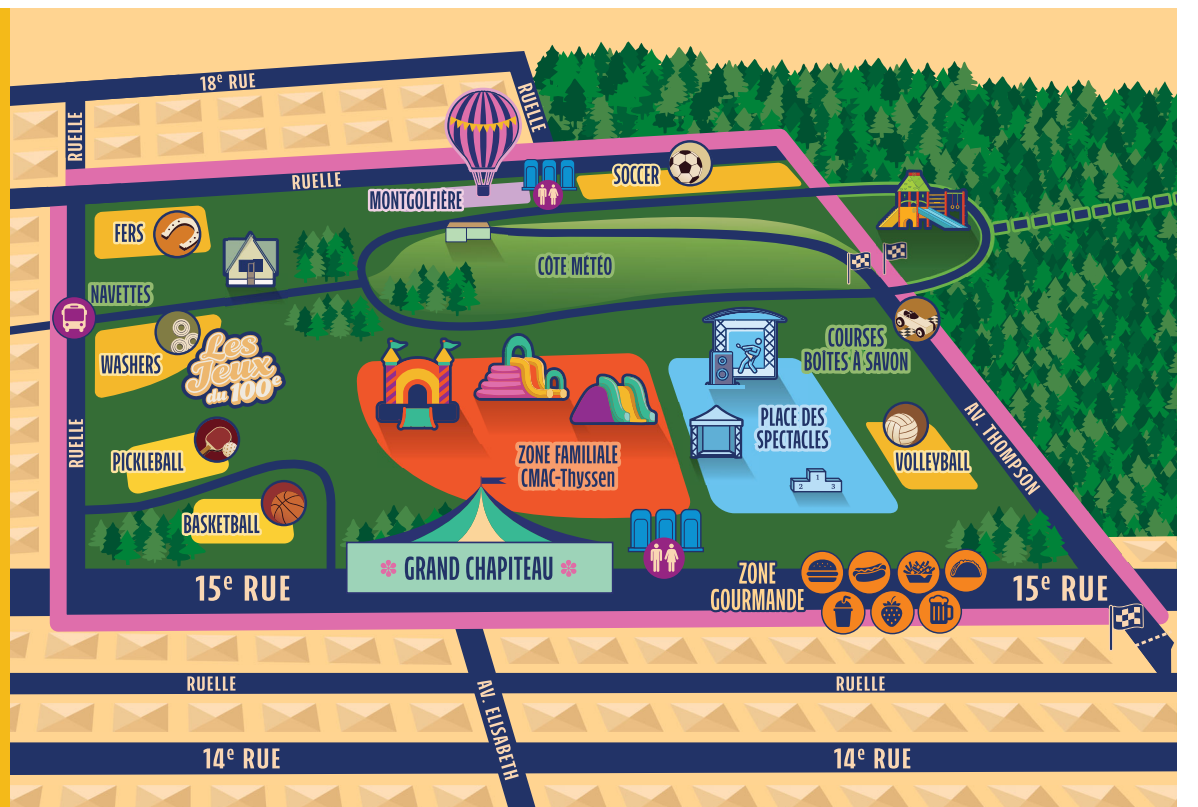 18e RUE
RUELLE
RUELLE
RUELLE
SOCCER
MONTGOLFIÈRE
FERS
CÔTE MÉTÉO
NAVETTES
WASHERS
Les
Jeux
du 100e
COURSES
BOÎTES À SAVON
PLACE DES
SPECTACLES
AV. THOMPSON
RUELLE
PICKLEBALL
ZONE FAMILIALE
CMAC-Thyssen
VOLLEYBALL
BASKETBALL
1
2
3
GRAND CHAPITEAU
15e RUE
ZONE
GOURMANDE
15e RUE
RUELLE
RUELLE
AV. ELISABETH
14e RUE
14e RUE